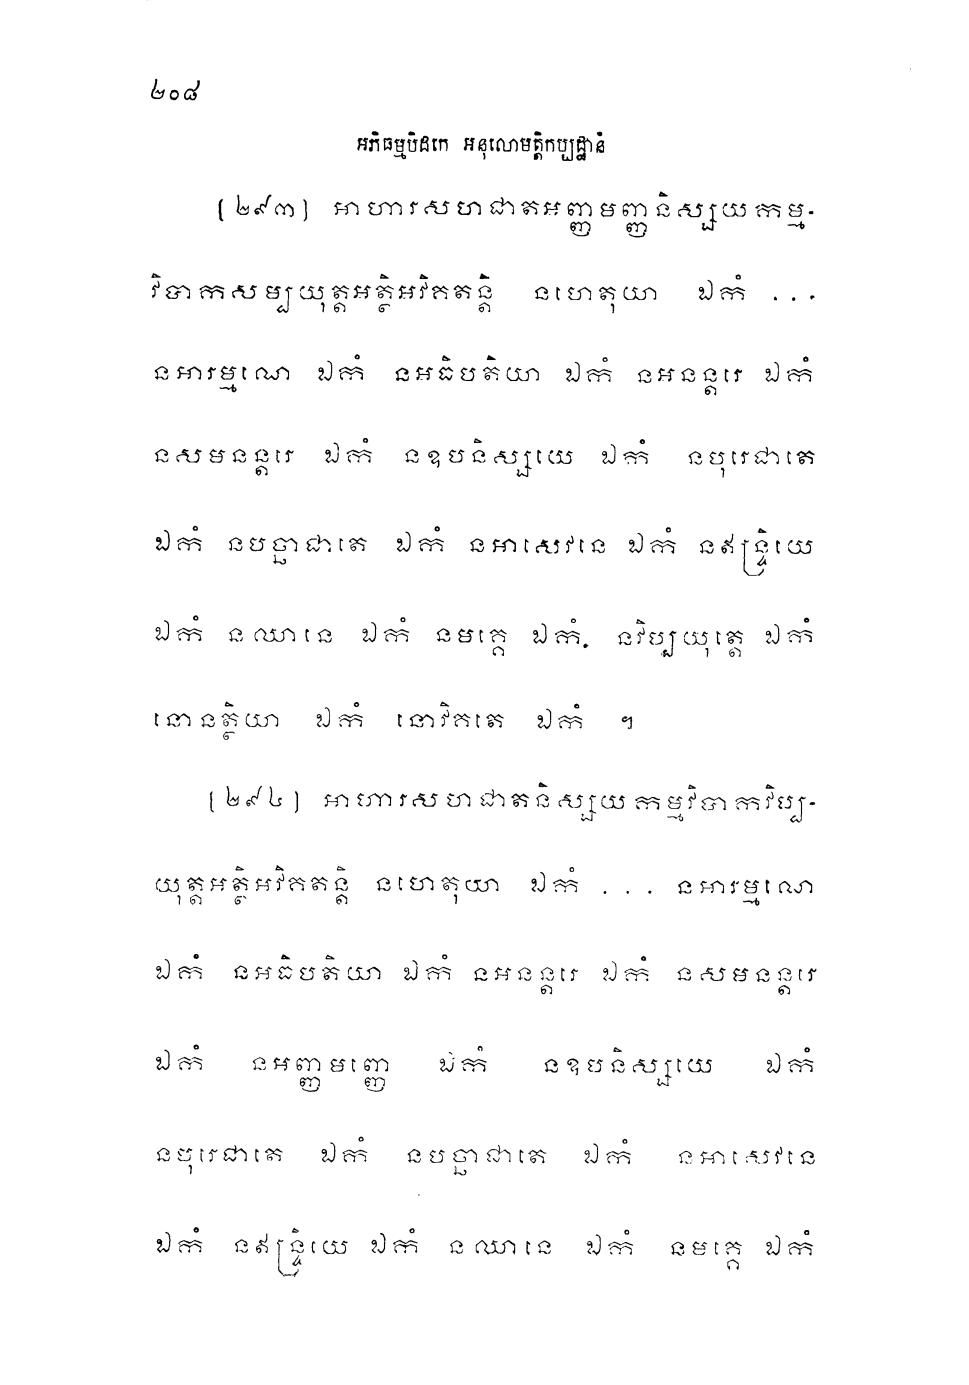 ២០៨
អភិធម្មបិដកេ អនុលោមត្តិកប្បដ្ឋានំ
(២៩៣) អាហារសហជាតអញ្ញមញ្ញនិស្សយកម្ម-
វិបាកសម្បយុត្តអត្ថិអវិគតន្តិ នហេតុយា ឯកំ ...
នអារម្មណេ ឯកំ នអធិបតិយា ឯកំ នអនន្តរេ ឯកំ
នសមនន្តរេ ឯកំ នឧបនិស្សយេ ឯកំ នបុរេជាតេ
ឯកំ នបច្ឆាជាតេ ឯកំ នអាសេវនេ ឯកំ នឥន្ទ្រិយេ
ឯកំ នឈានេ ឯកំ នមគ្គេ ឯកំ. នវិប្បយុត្តេ ឯកំ
នោនត្ថិយា ឯកំ នោវិគតេ ឯកំ ។
(២៩៤) អាហារសហជាតនិស្សយកម្មវិបាកវិប្ប-
យុត្តអត្ថិអវិគតន្តិ នហេតុយា ឯកំ ... នអារម្មណេ
ឯកំ នអធិបតិយា ឯកំ នអនន្តរេ ឯកំ នសមនន្តរេ
ឯកំ នអញ្ញមញ្ញេ ឯកំ នឧបនិស្សយេ ឯកំ
នបុរេជាតេ ឯកំ នបច្ឆាជាតេ ឯកំ នអាសេវនេ
ឯកំ នឥន្ទ្រិយេ ឯកំ នឈានេ ឯកំ នមគ្គេ ឯកំ